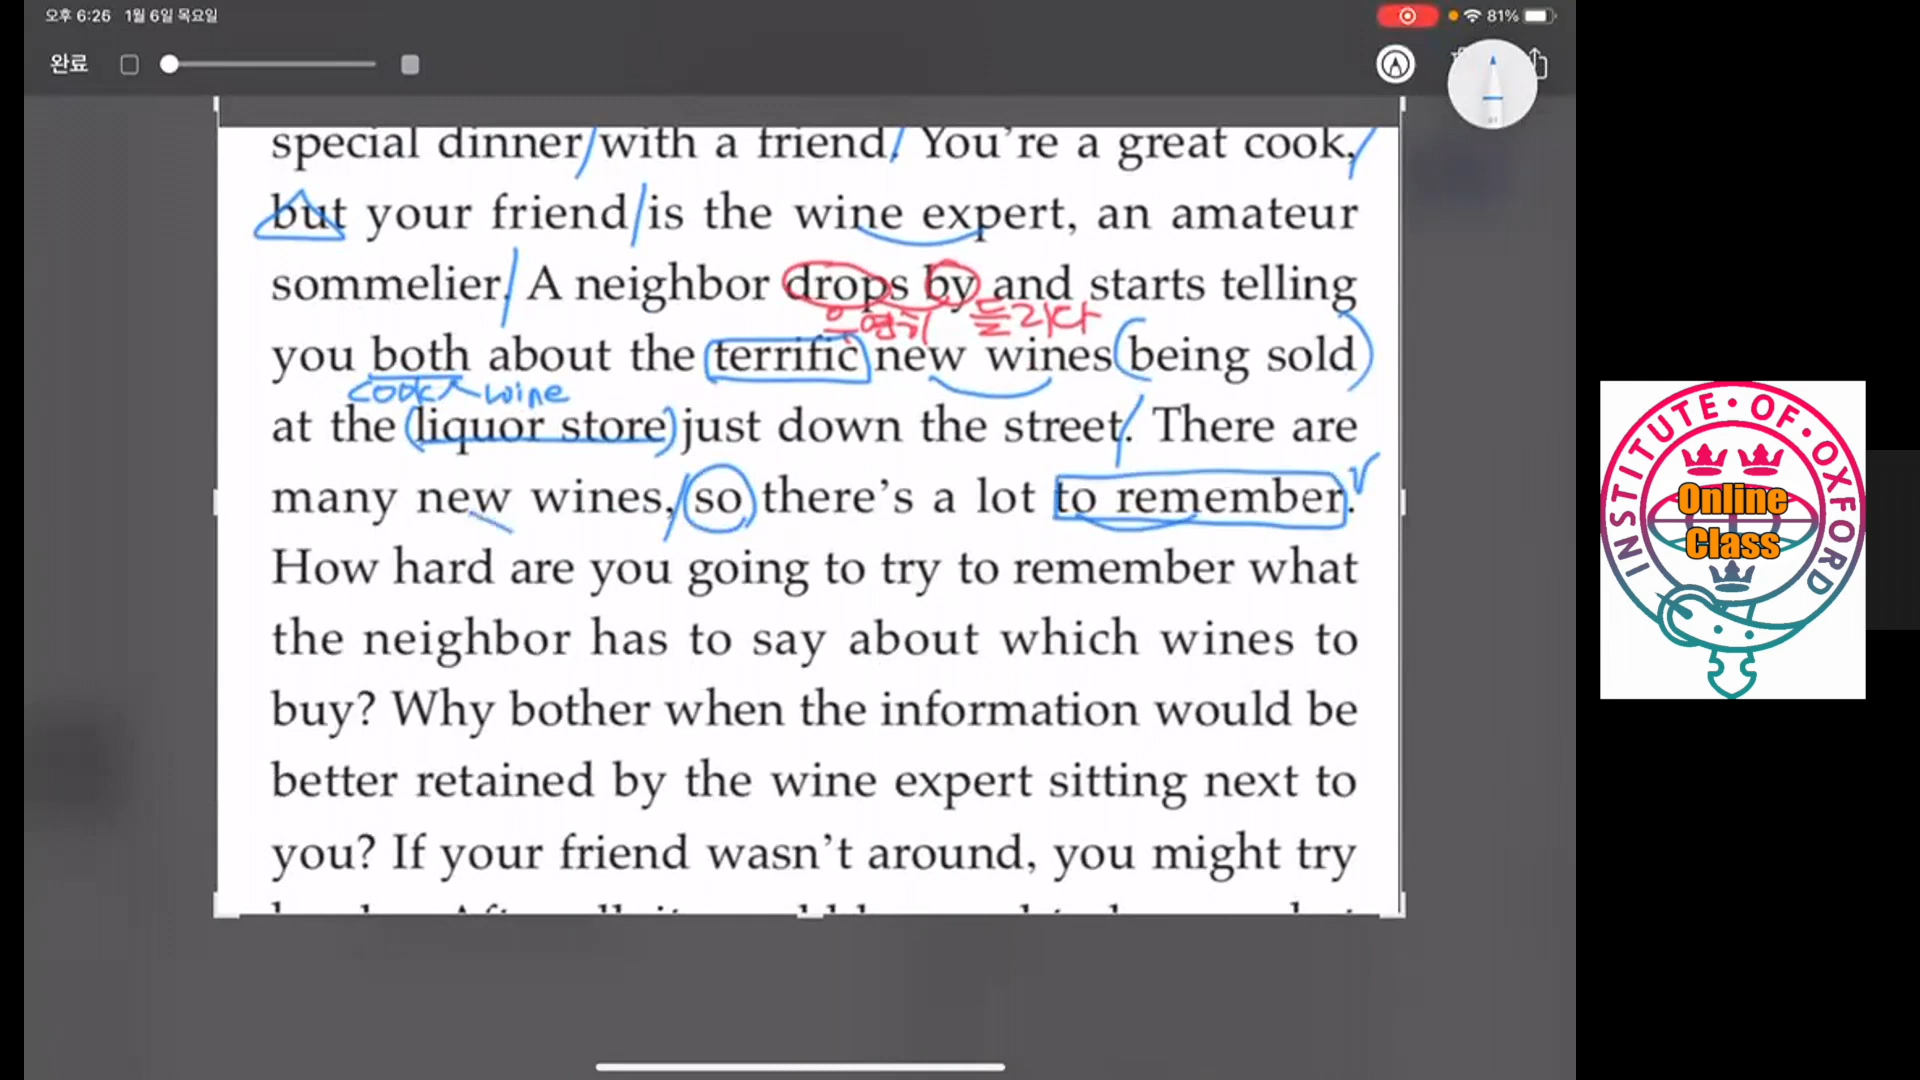 오후 6:26 1월 6일 목요일
81%
완료
special dinner with a friend. You're a great cook,
but your friend is the wine expert, an amateur
sommelier. A neighbor drops by and starts telling
우연히 들리다
you both about the terrific new wines being sold
cook wine
at the liquor store just down the street. There are
many new wines, so there's a lot to remember.
How hard are you going to try to remember what
the neighbor has to say about which wines to
buy? Why bother when the information would be
better retained by the wine expert sitting next to
you? If your friend wasn't around, you might try
INSTITUTE · OF · OXFORD
Online
Class